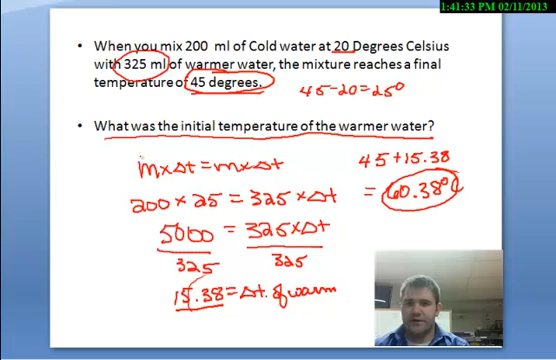 1:41:33 PM 02/11/2013
• When you mix 200 ml of Cold water at 20 Degrees Celsius
with 325 ml of warmer water, the mixture reaches a final
temperature of 45 degrees.
45-20=25°
• What was the initial temperature of the warmer water?
m×Δt=m×Δt
45+15.38
200×25=325×Δt
=60.38°C
5000=325×Δt
325 325
15.38=Δt. of warm